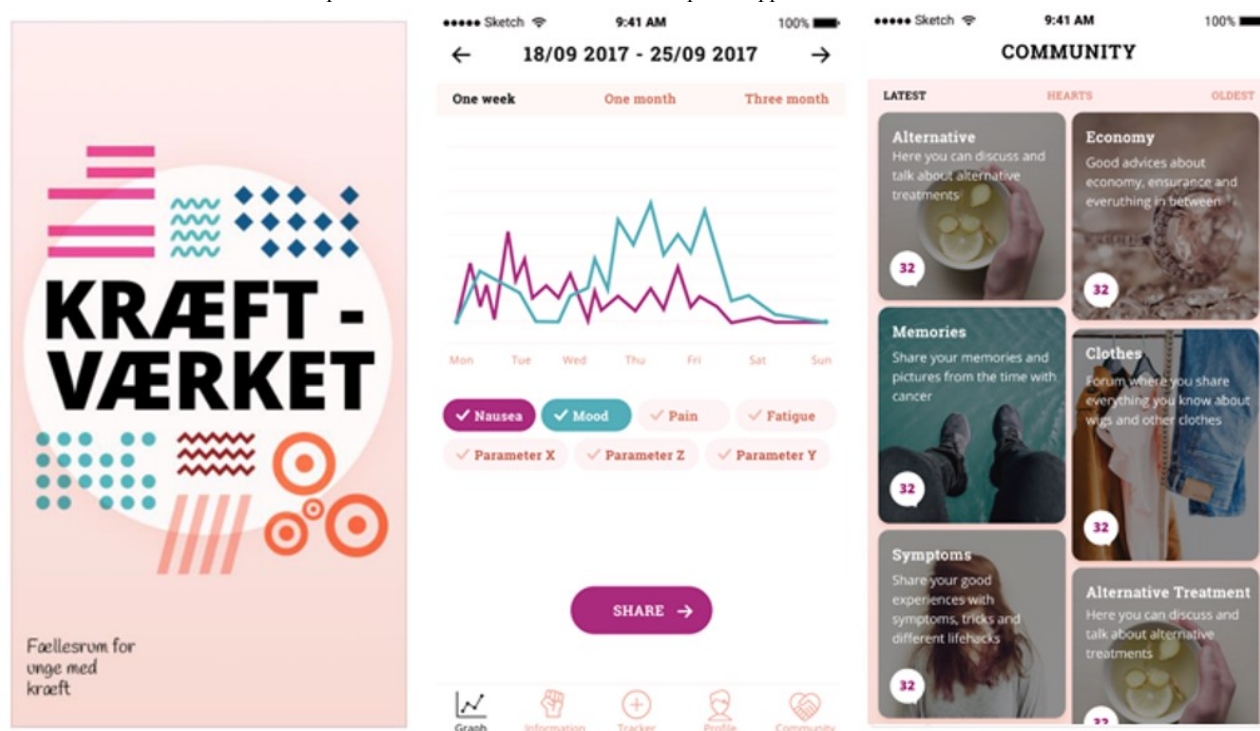 KRÆFT -
VÆRKET
Fællesrum for
unge med
kræft
Sketch 9:41 AM 100%
18/09 2017 - 25/09 2017
One week One month Three month
Mon Tue Wed Thu Fri Sat Sun
Nausea Mood Pain Fatigue
Parameter X Parameter Z Parameter Y
SHARE
Graph Information Tracker Profile Community
Sketch 9:41 AM 100%
COMMUNITY
LATEST HEARTS OLDEST
Alternative
Here you can discuss and
talk about alternative
treatments
32
Economy
Good advices about
economy, ensurance and
everuthing in between
32
Memories
Share your memories and
pictures from the time with
cancer
32
Clothes
Forum where you share
everything you know about
wigs and other clothes
32
Symptoms
Share your good
experiences with
symptoms, tricks and
different lifehacks
32
Alternative Treatment
Here you can discuss and
talk about alternative
treatments
32